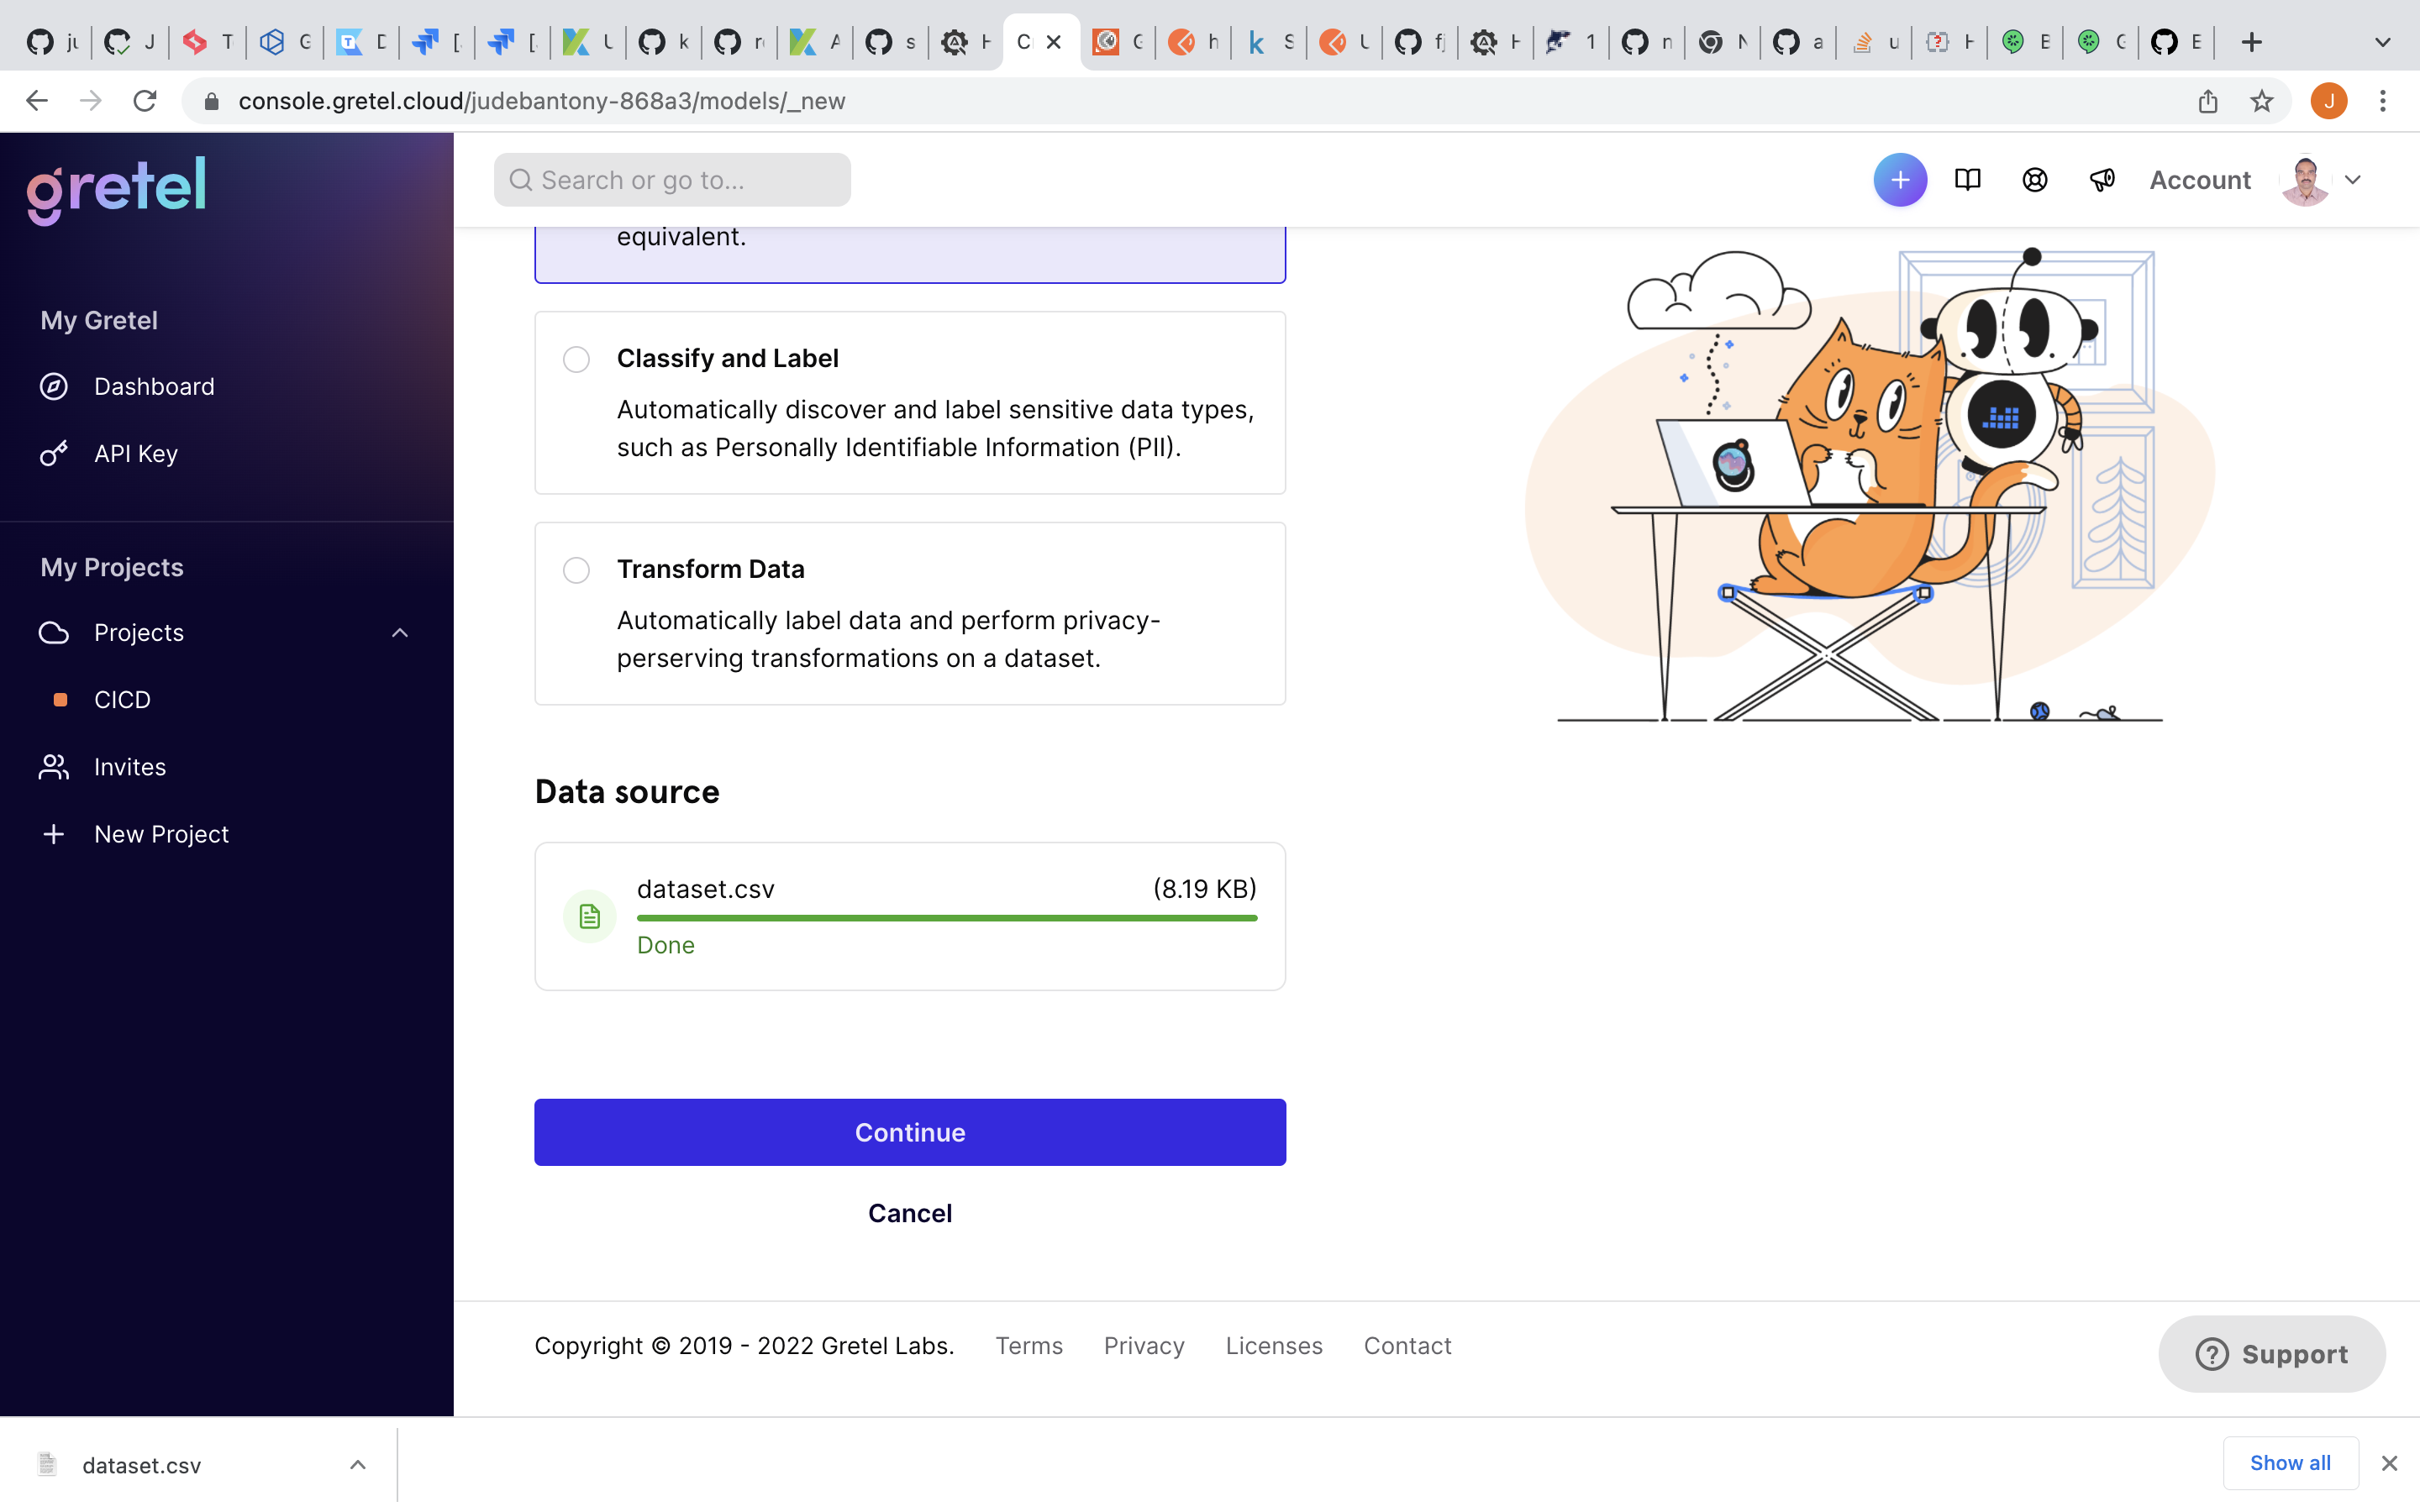 ju
J
T
G
D
[
[
U
k
r
A
s
H
C
G
h
k S
U
fj
H
1
n
N
a
u
H
E
G
E
console.gretel.cloud/judebantony-868a3/models/_new
J
gretel
Search or go to...
Account
My Gretel
Dashboard
API Key
My Projects
Projects
CICD
Invites
New Project
equivalent.
Classify and Label
Automatically discover and label sensitive data types,
such as Personally Identifiable Information (PII).
Transform Data
Automatically label data and perform privacy-
perserving transformations on a dataset.
Data source
dataset.csv (8.19 KB)
Done
Continue
Cancel
Copyright © 2019 - 2022 Gretel Labs. Terms Privacy Licenses Contact
Support
dataset.csv
Show all